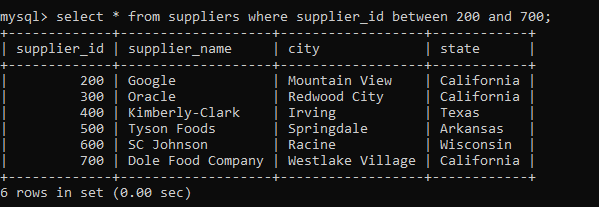 mysql> select * from suppliers where supplier_id between 200 and 700;
+-------------+-------------------+------------------+------------+
| supplier_id | supplier_name     | city             | state      |
+-------------+-------------------+------------------+------------+
|         200 | Google            | Mountain View    | California |
|         300 | Oracle            | Redwood City     | California |
|         400 | Kimberly-Clark    | Irving           | Texas      |
|         500 | Tyson Foods       | Springdale       | Arkansas   |
|         600 | SC Johnson        | Racine           | Wisconsin  |
|         700 | Dole Food Company | Westlake Village | California |
+-------------+-------------------+------------------+------------+
6 rows in set (0.00 sec)